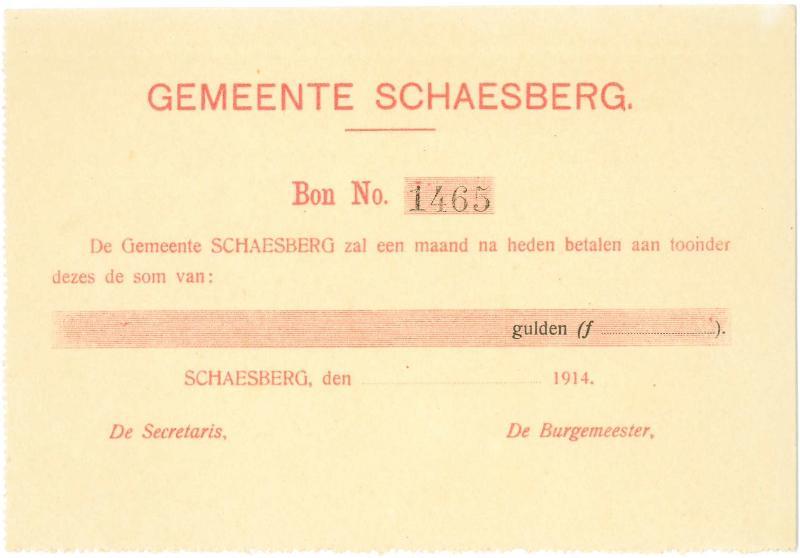 GEMEENTE SCHAESBERG.
Bon No. 1465
De Gemeente SCHAESBERG zal een maand na heden betalen aan toonder
dezes de som van:
gulden (f ....................).
SCHAESBERG, den .................... 1914.
De Secretaris, De Burgemeester,